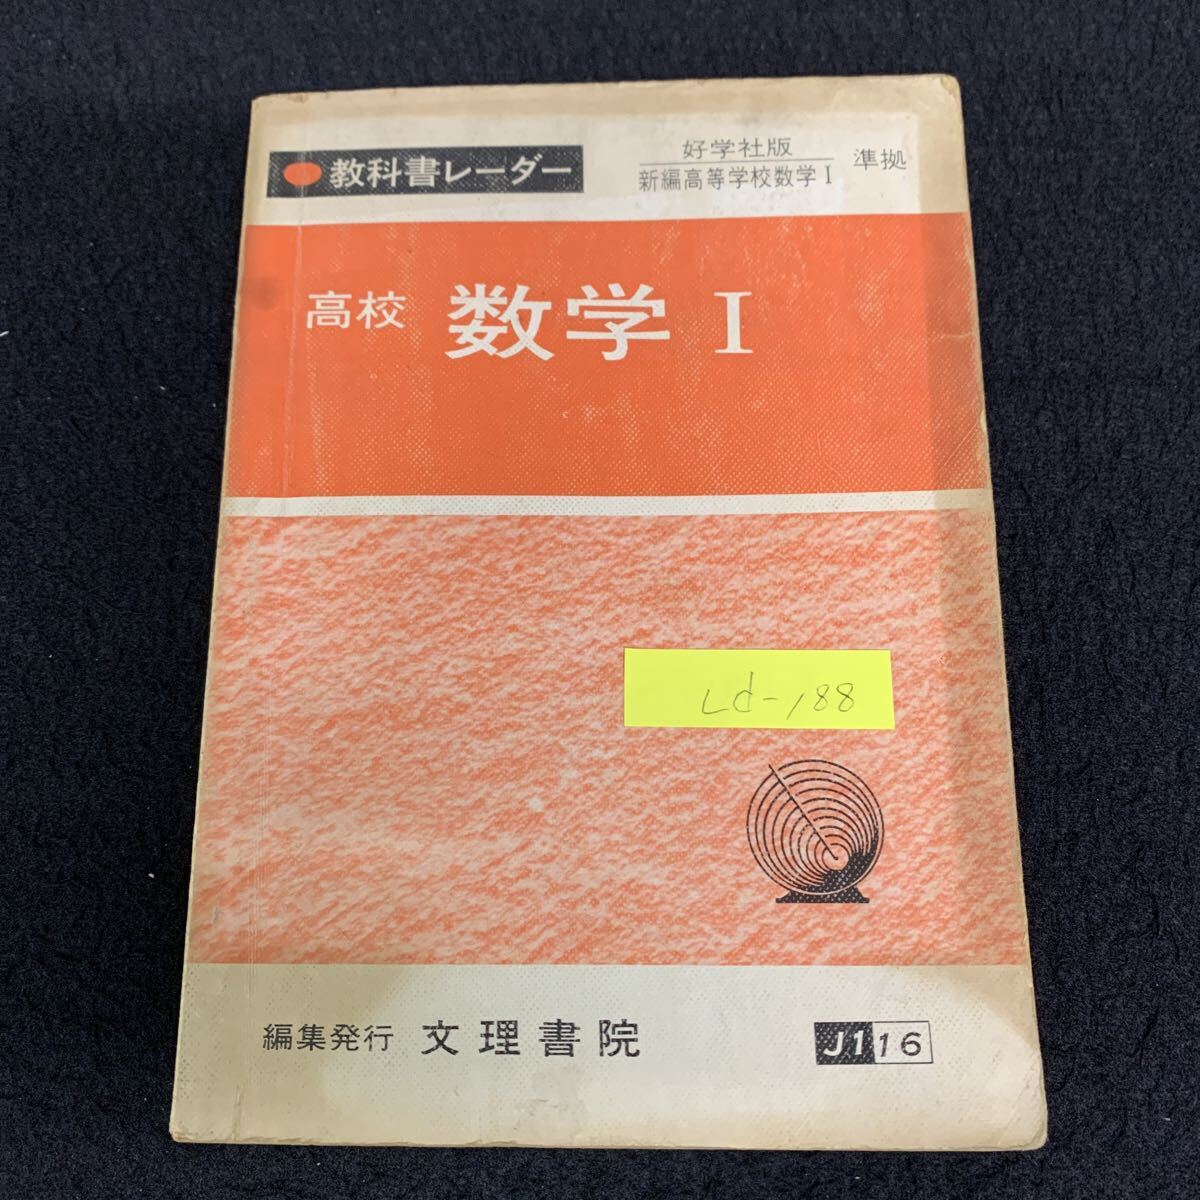 教科書レーダー
好学社版
新編高等学校数学Ⅰ
準拠
高校 数学 Ⅰ
Ld-188
編集発行 文理書院
J116